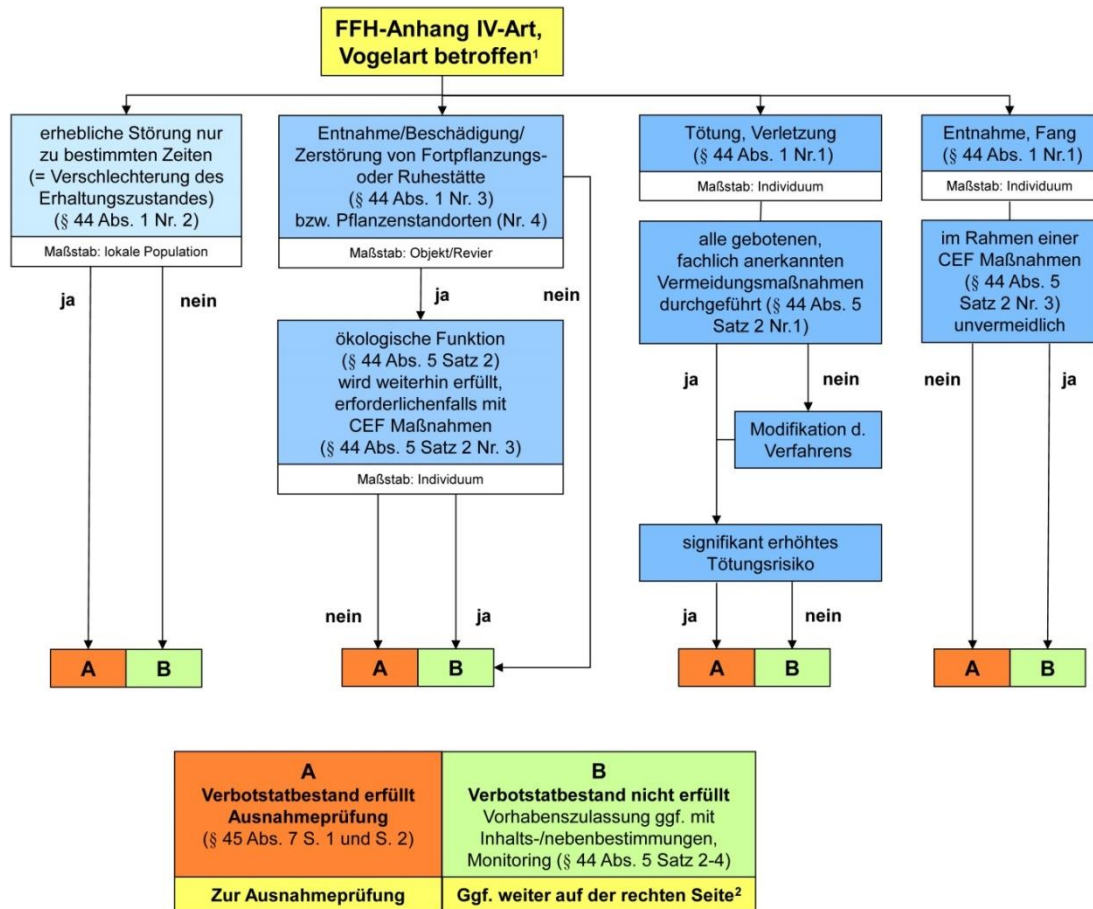 FFH-Anhang IV-Art,
Vogelart betroffen¹
erhebliche Störung nur
zu bestimmten Zeiten
(= Verschlechterung des
Erhaltungszustandes)
(§ 44 Abs. 1 Nr. 2)
Maßstab: lokale Population
ja
nein
Entnahme/Beschädigung/
Zerstörung von Fortpflanzungs-
oder Ruhestätte
(§ 44 Abs. 1 Nr. 3)
bzw. Pflanzenstandorten (Nr. 4)
Maßstab: Objekt/Revier
ja
nein
ökologische Funktion
(§ 44 Abs. 5 Satz 2)
wird weiterhin erfüllt,
erforderlichenfalls mit
CEF Maßnahmen
(§ 44 Abs. 5 Satz 2 Nr. 3)
Maßstab: Individuum
nein
ja
Tötung, Verletzung
(§ 44 Abs. 1 Nr.1)
Maßstab: Individuum
alle gebotenen,
fachlich anerkannten
Vermeidungsmaßnahmen
durchgeführt (§ 44 Abs. 5
Satz 2 Nr.1)
ja
nein
Modifikation d.
Verfahrens
signifikant erhöhtes
Tötungsrisiko
ja
nein
Entnahme, Fang
(§ 44 Abs. 1 Nr.1)
Maßstab: Individuum
im Rahmen einer
CEF Maßnahmen
(§ 44 Abs. 5
Satz 2 Nr. 3)
unvermeidlich
nein
ja
A B
A B
A B
A B
A
Verbotstatbestand erfüllt
Ausnahmeprüfung
(§ 45 Abs. 7 S. 1 und S. 2)
Zur Ausnahmeprüfung
B
Verbotstatbestand nicht erfüllt
Vorhabenszulassung ggf. mit
Inhalts-/nebenbestimmungen,
Monitoring (§ 44 Abs. 5 Satz 2-4)
Ggf. weiter auf der rechten Seite²